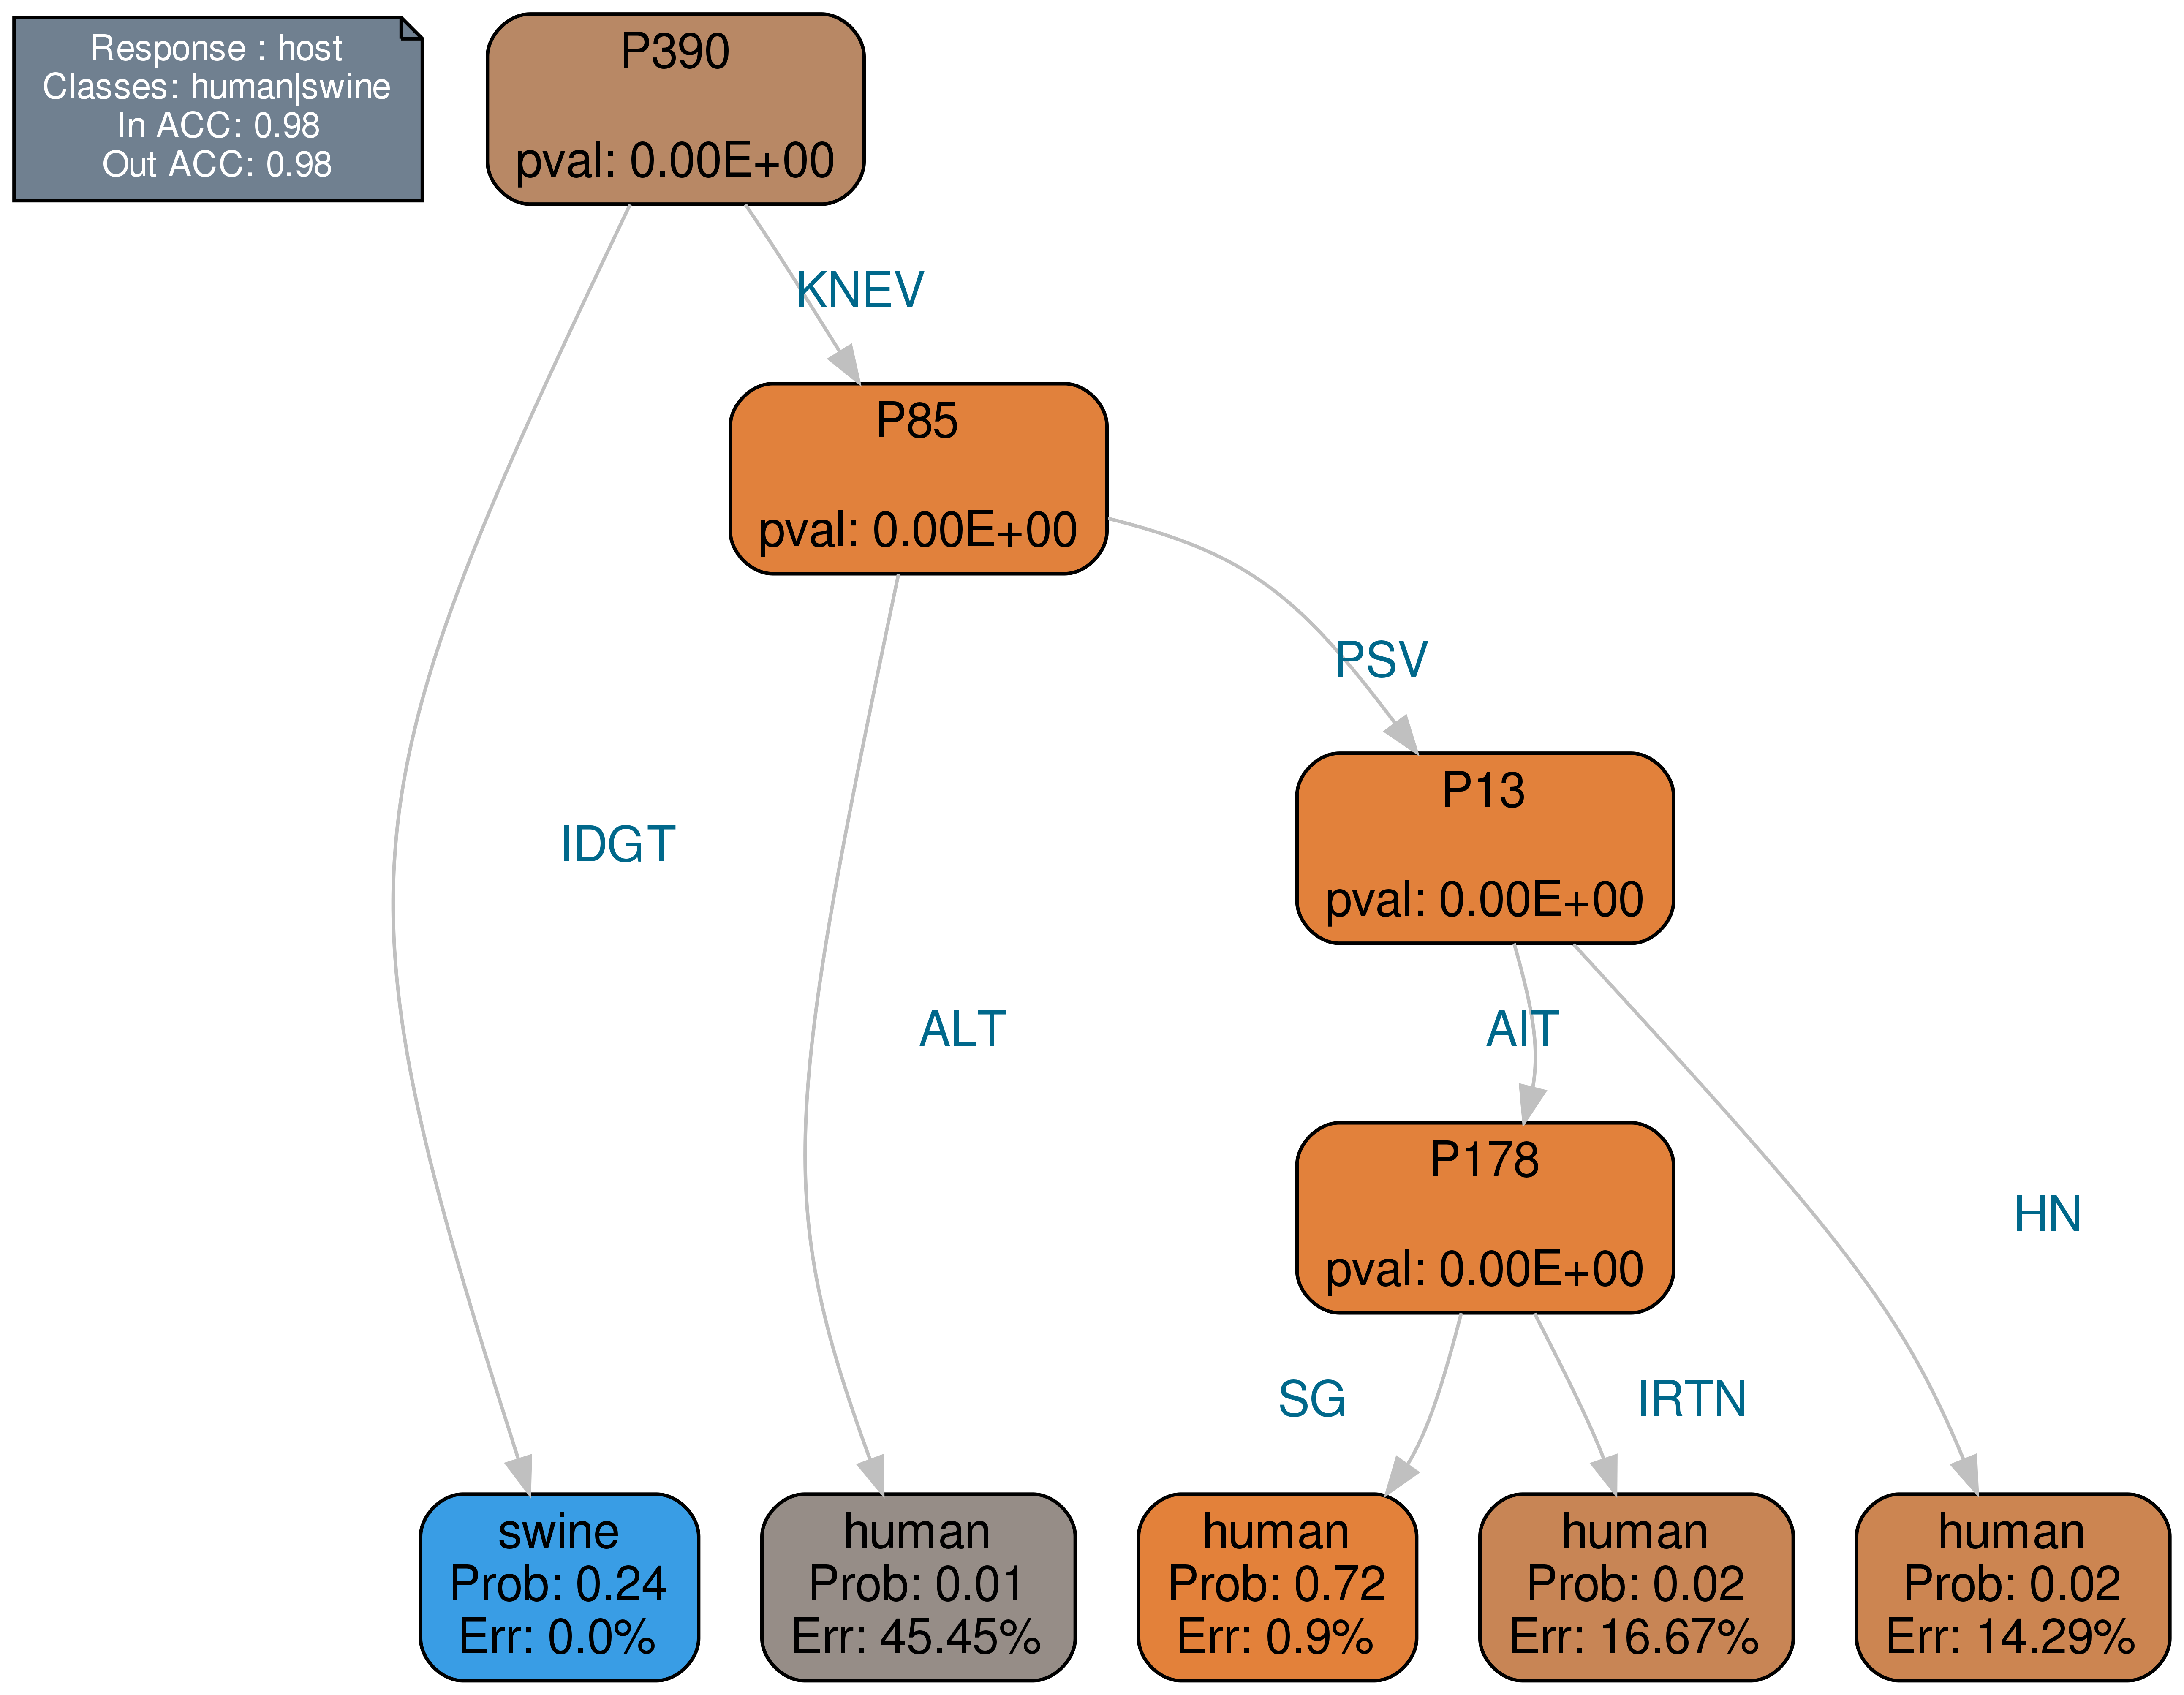 Response : host
Classes: human|swine
In ACC: 0.98
Out ACC: 0.98
P390
pval: 0.00E+00
KNEV
P85
pval: 0.00E+00
PSV
P13
pval: 0.00E+00
IDGT
ALT
AIT
P178
pval: 0.00E+00
HN
SG
IRTN
swine
Prob: 0.24
Err: 0.0%
human
Prob: 0.01
Err: 45.45%
human
Prob: 0.72
Err: 0.9%
human
Prob: 0.02
Err: 16.67%
human
Prob: 0.02
Err: 14.29%